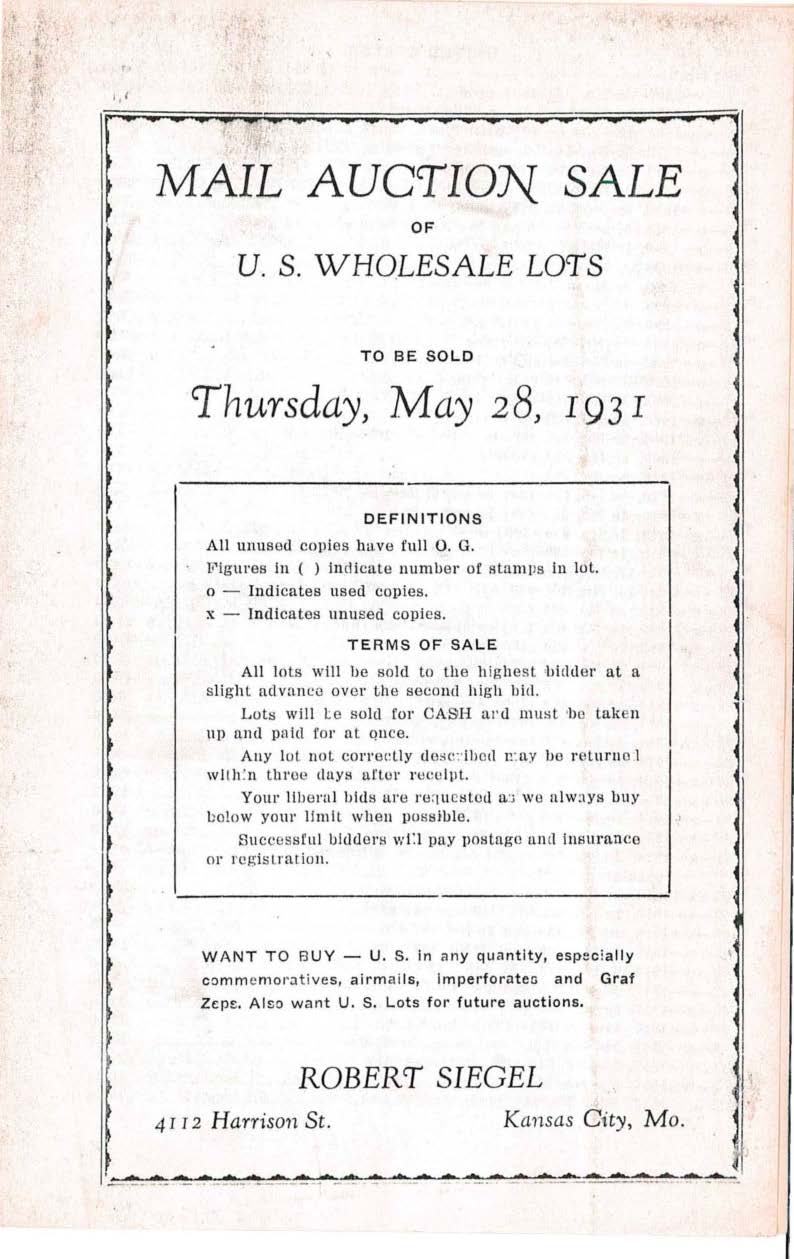 MAIL AUCTION SALE
OF
U. S. WHOLESALE LOTS
TO BE SOLD
Thursday, May 28, 1931
DEFINITIONS
All unused copies have full O. G.
Figures in ( ) indicate number of stamps in lot.
o — Indicates used copies.
x — Indicates unused copies.
TERMS OF SALE
All lots will be sold to the highest bidder at a
slight advance over the second high bid.
Lots will be sold for CASH and must be taken
up and paid for at once.
Any lot not correctly described may be returned
within three days after receipt.
Your liberal bids are requested as we always buy
below your limit when possible.
Successful bidders will pay postage and insurance
or registration.
WANT TO BUY — U. S. in any quantity, especially
commemoratives, airmails, imperforates and Graf
Zeps. Also want U. S. Lots for future auctions.
ROBERT SIEGEL
4112 Harrison St. Kansas City, Mo.